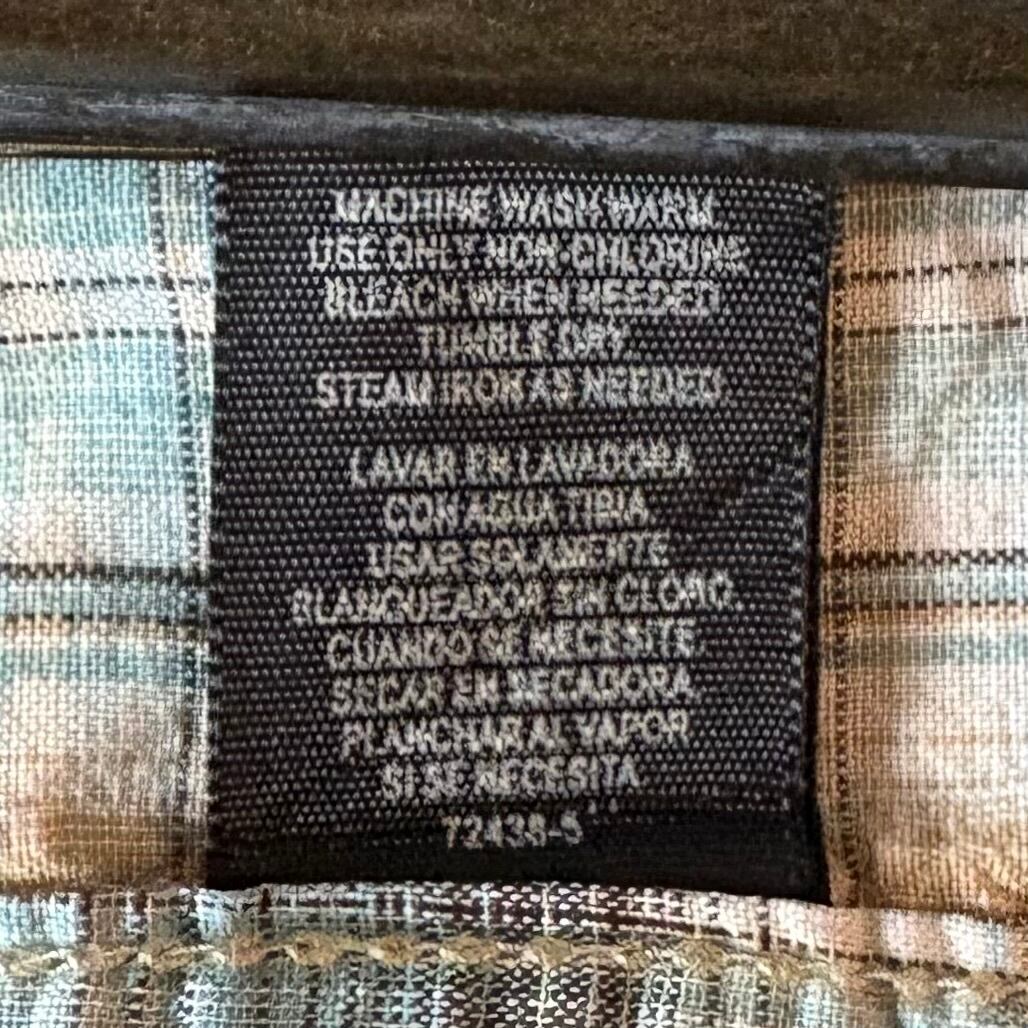 MACHINE WASH WARM
USE ONLY NON-CHLORINE
BLEACH WHEN NEEDED
TUMBLE DRY
STEAM IRON AS NEEDED
LAVAR EN LAVADORA
CON AGUA TIBIA
USAR SOLAMENTE
BLANQUEADOR SIN CLORO.
CUANDO SE NECESITE.
SECAR EN SECADORA.
PLANCHAR AL VAPOR
SI SE NECESITA
72438-5